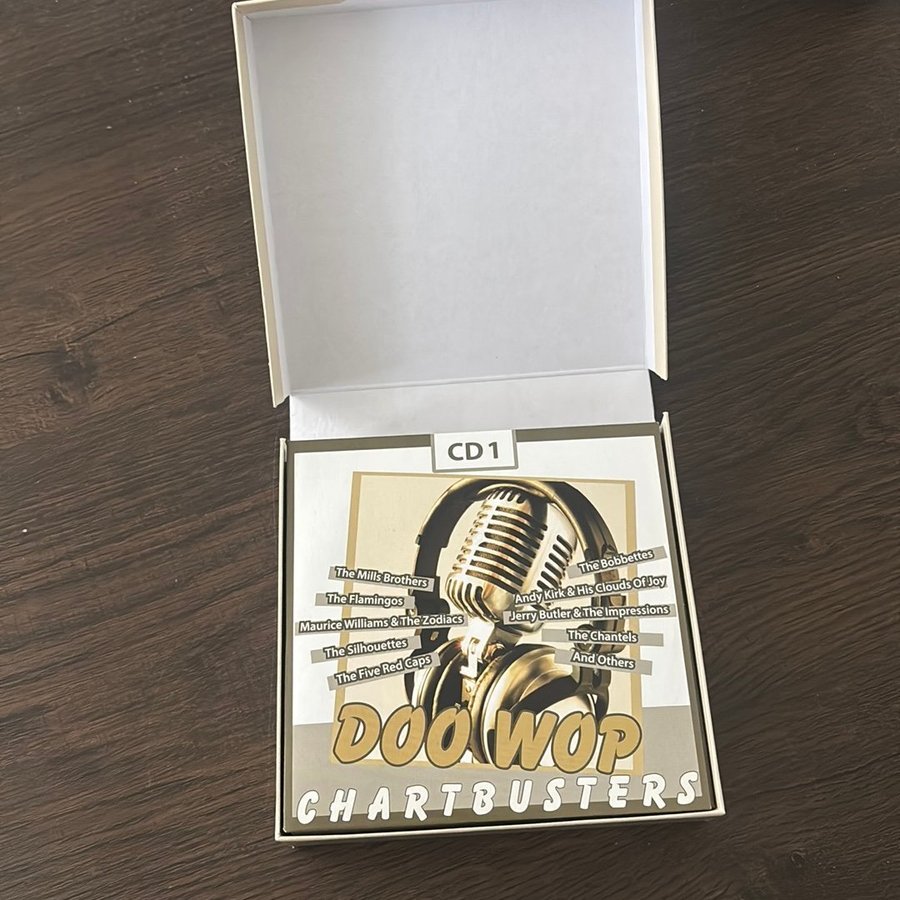 CD 1
The Mills Brothers
The Flamingos
Maurice Williams & The Zodiacs
The Silhouettes
The Five Red Caps
The Bobbettes
Andy Kirk & His Clouds Of Joy
Jerry Butler & The Impressions
The Chantels
And Others
DOO WOP
CHARTBUSTERS